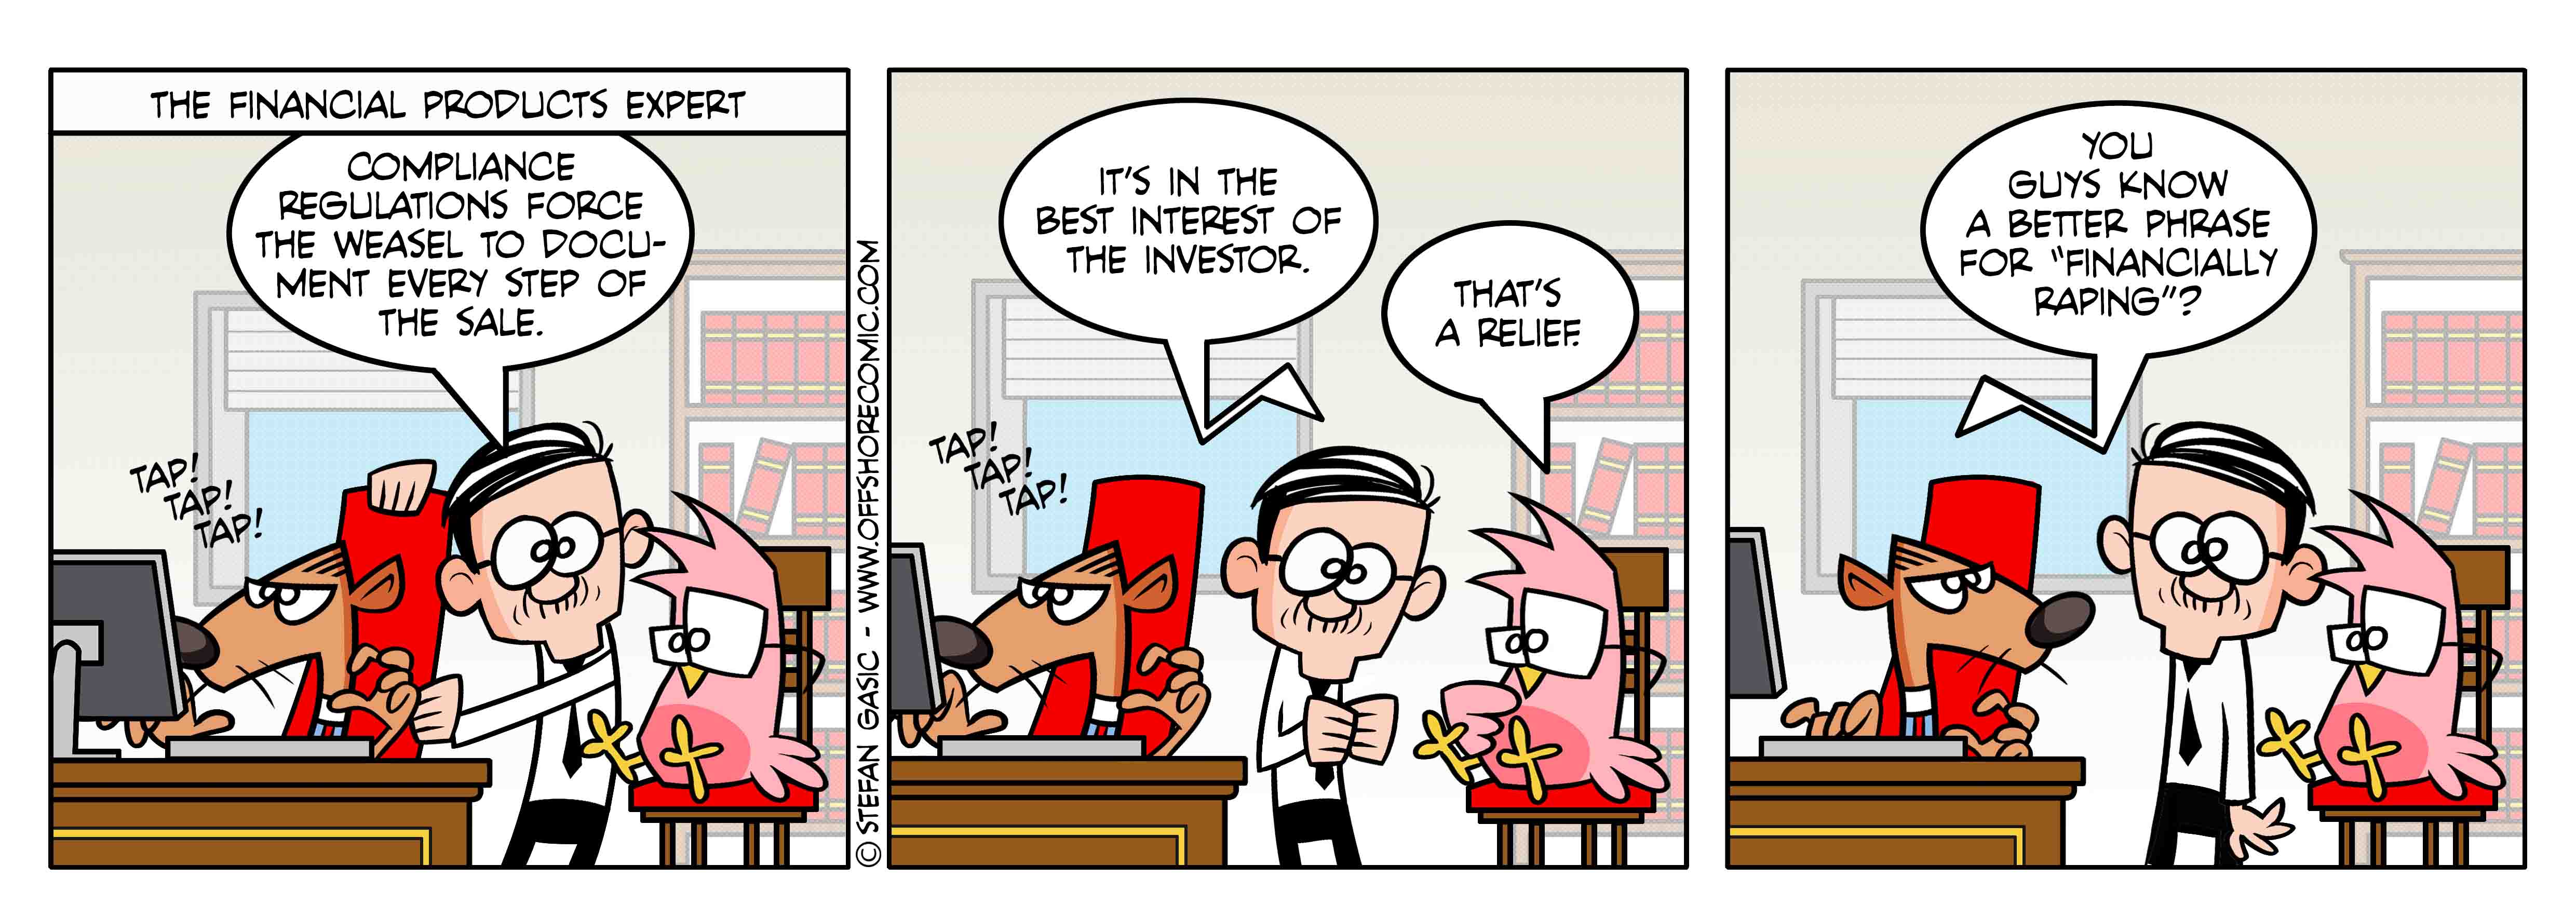 THE FINANCIAL PRODUCTS EXPERT
COMPLIANCE
REGULATIONS FORCE
THE WEASEL TO DOCU-
MENT EVERY STEP OF
THE SALE.
TAP!
TAP!
TAP!
© STEFAN GASIC - WWW.OFFSHORECOMIC.COM
IT'S IN THE
BEST INTEREST OF
THE INVESTOR.
THAT'S
A RELIEF.
TAP!
TAP!
TAP!
YOU
GUYS KNOW
A BETTER PHRASE
FOR "FINANCIALLY
RAPING"?